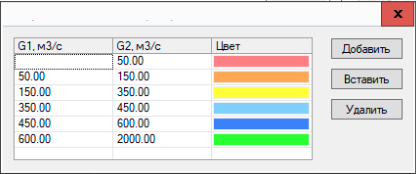 x
G1, м3/с G2, м3/с Цвет
50.00
50.00 150.00
150.00 350.00
350.00 450.00
450.00 600.00
600.00 2000.00
Добавить
Вставить
Удалить